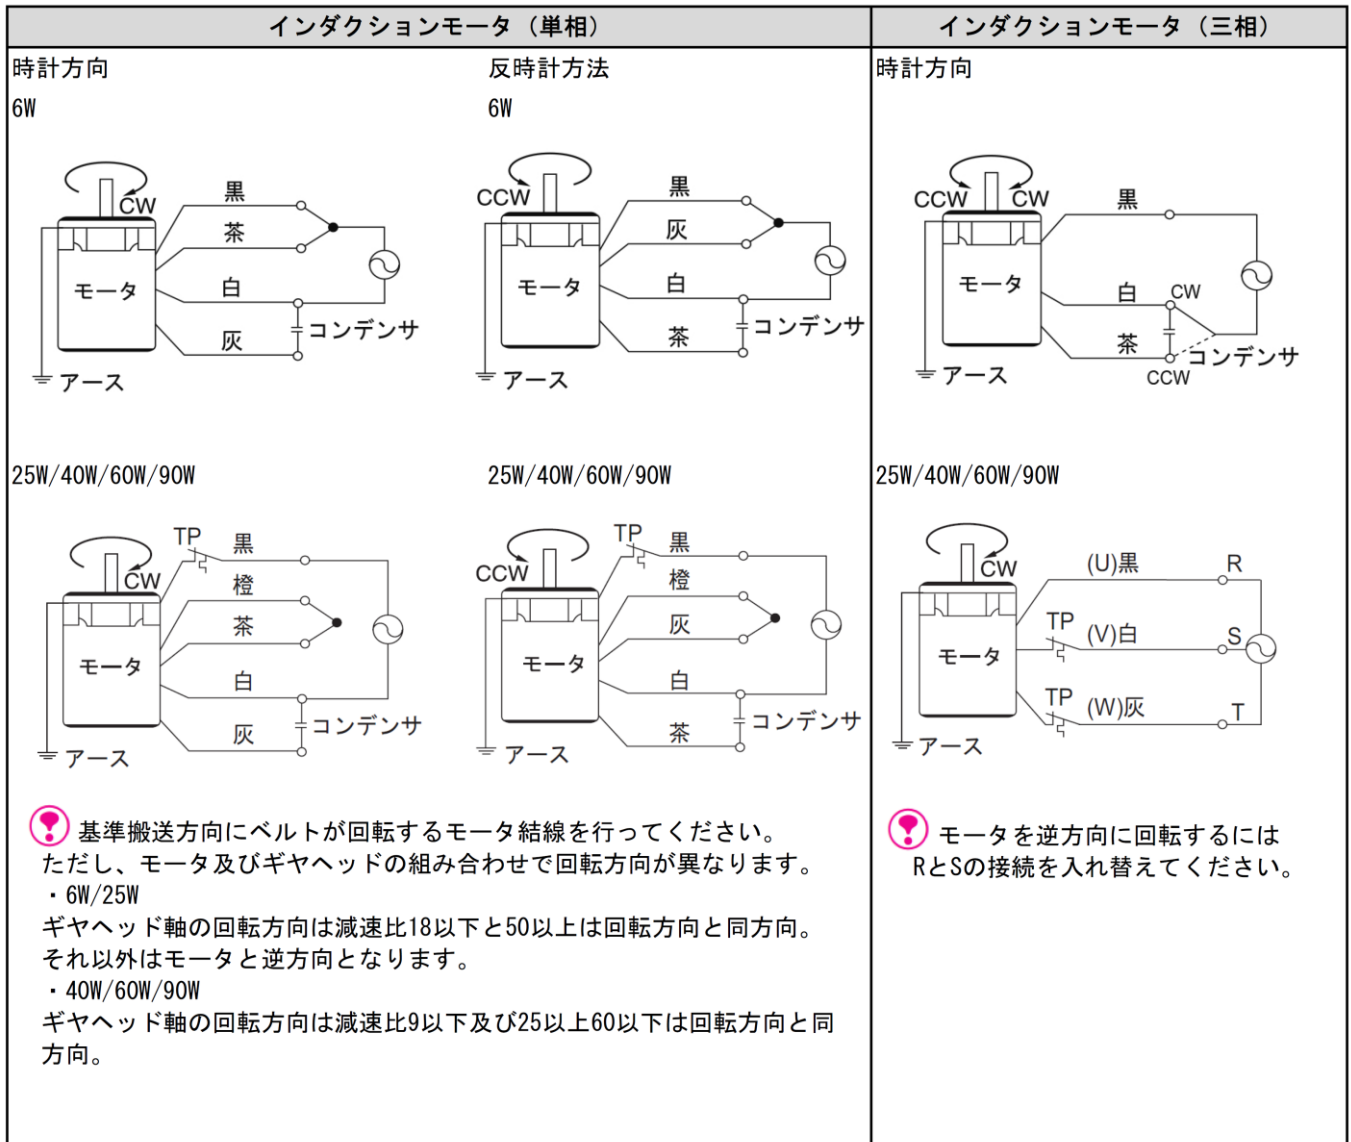 インダクションモータ（単相）
インダクションモータ（三相）
時計方向
6W
CW
黒
茶
白
灰
モータ
コンデンサ
アース
反時計方法
6W
CCW
黒
灰
白
茶
モータ
コンデンサ
アース
時計方向
CCW CW
黒
白
CW
茶
CCW
モータ
コンデンサ
アース
25W/40W/60W/90W
TP
CW
黒
橙
茶
白
灰
モータ
コンデンサ
アース
25W/40W/60W/90W
TP
CCW
黒
橙
灰
白
茶
モータ
コンデンサ
アース
25W/40W/60W/90W
CW
(U)黒 R
TP (V)白 S
TP (W)灰 T
モータ
アース
基準搬送方向にベルトが回転するモータ結線を行ってください。
ただし、モータ及びギヤヘッドの組み合わせで回転方向が異なります。
・6W/25W
ギヤヘッド軸の回転方向は減速比18以下と50以上は回転方向と同方向。
それ以外はモータと逆方向となります。
・40W/60W/90W
ギヤヘッド軸の回転方向は減速比9以下及び25以上60以下は回転方向と同
方向。
モータを逆方向に回転するには
RとSの接続を入れ替えてください。